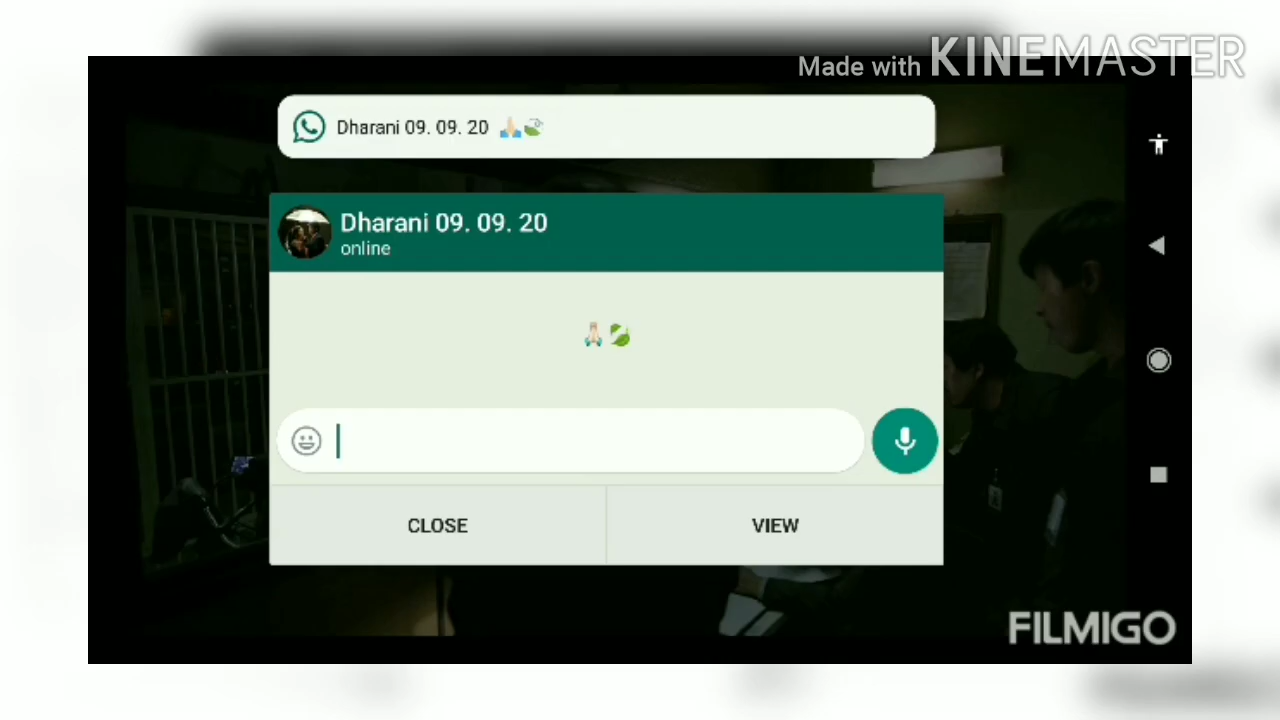 Made with KINEMASTER
Dharani 09. 09. 20 🙏🏻🍃
Dharani 09. 09. 20
online
🙏🏻🍃
CLOSE
VIEW
FILMIGO